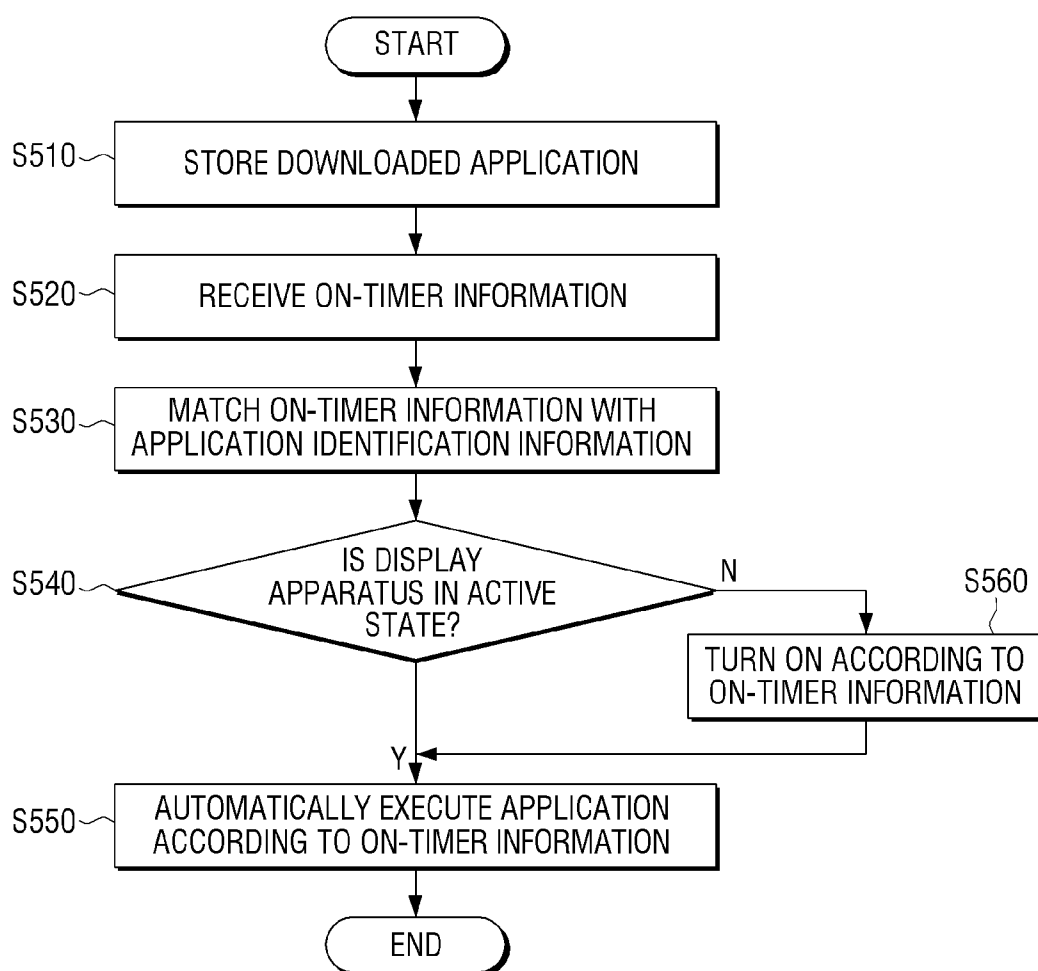 START
S510
STORE DOWNLOADED APPLICATION
S520
RECEIVE ON-TIMER INFORMATION
S530
MATCH ON-TIMER INFORMATION WITH
APPLICATION IDENTIFICATION INFORMATION
S540
IS DISPLAY
APPARATUS IN ACTIVE
STATE?
N
S560
TURN ON ACCORDING TO
ON-TIMER INFORMATION
Y
S550
AUTOMATICALLY EXECUTE APPLICATION
ACCORDING TO ON-TIMER INFORMATION
END